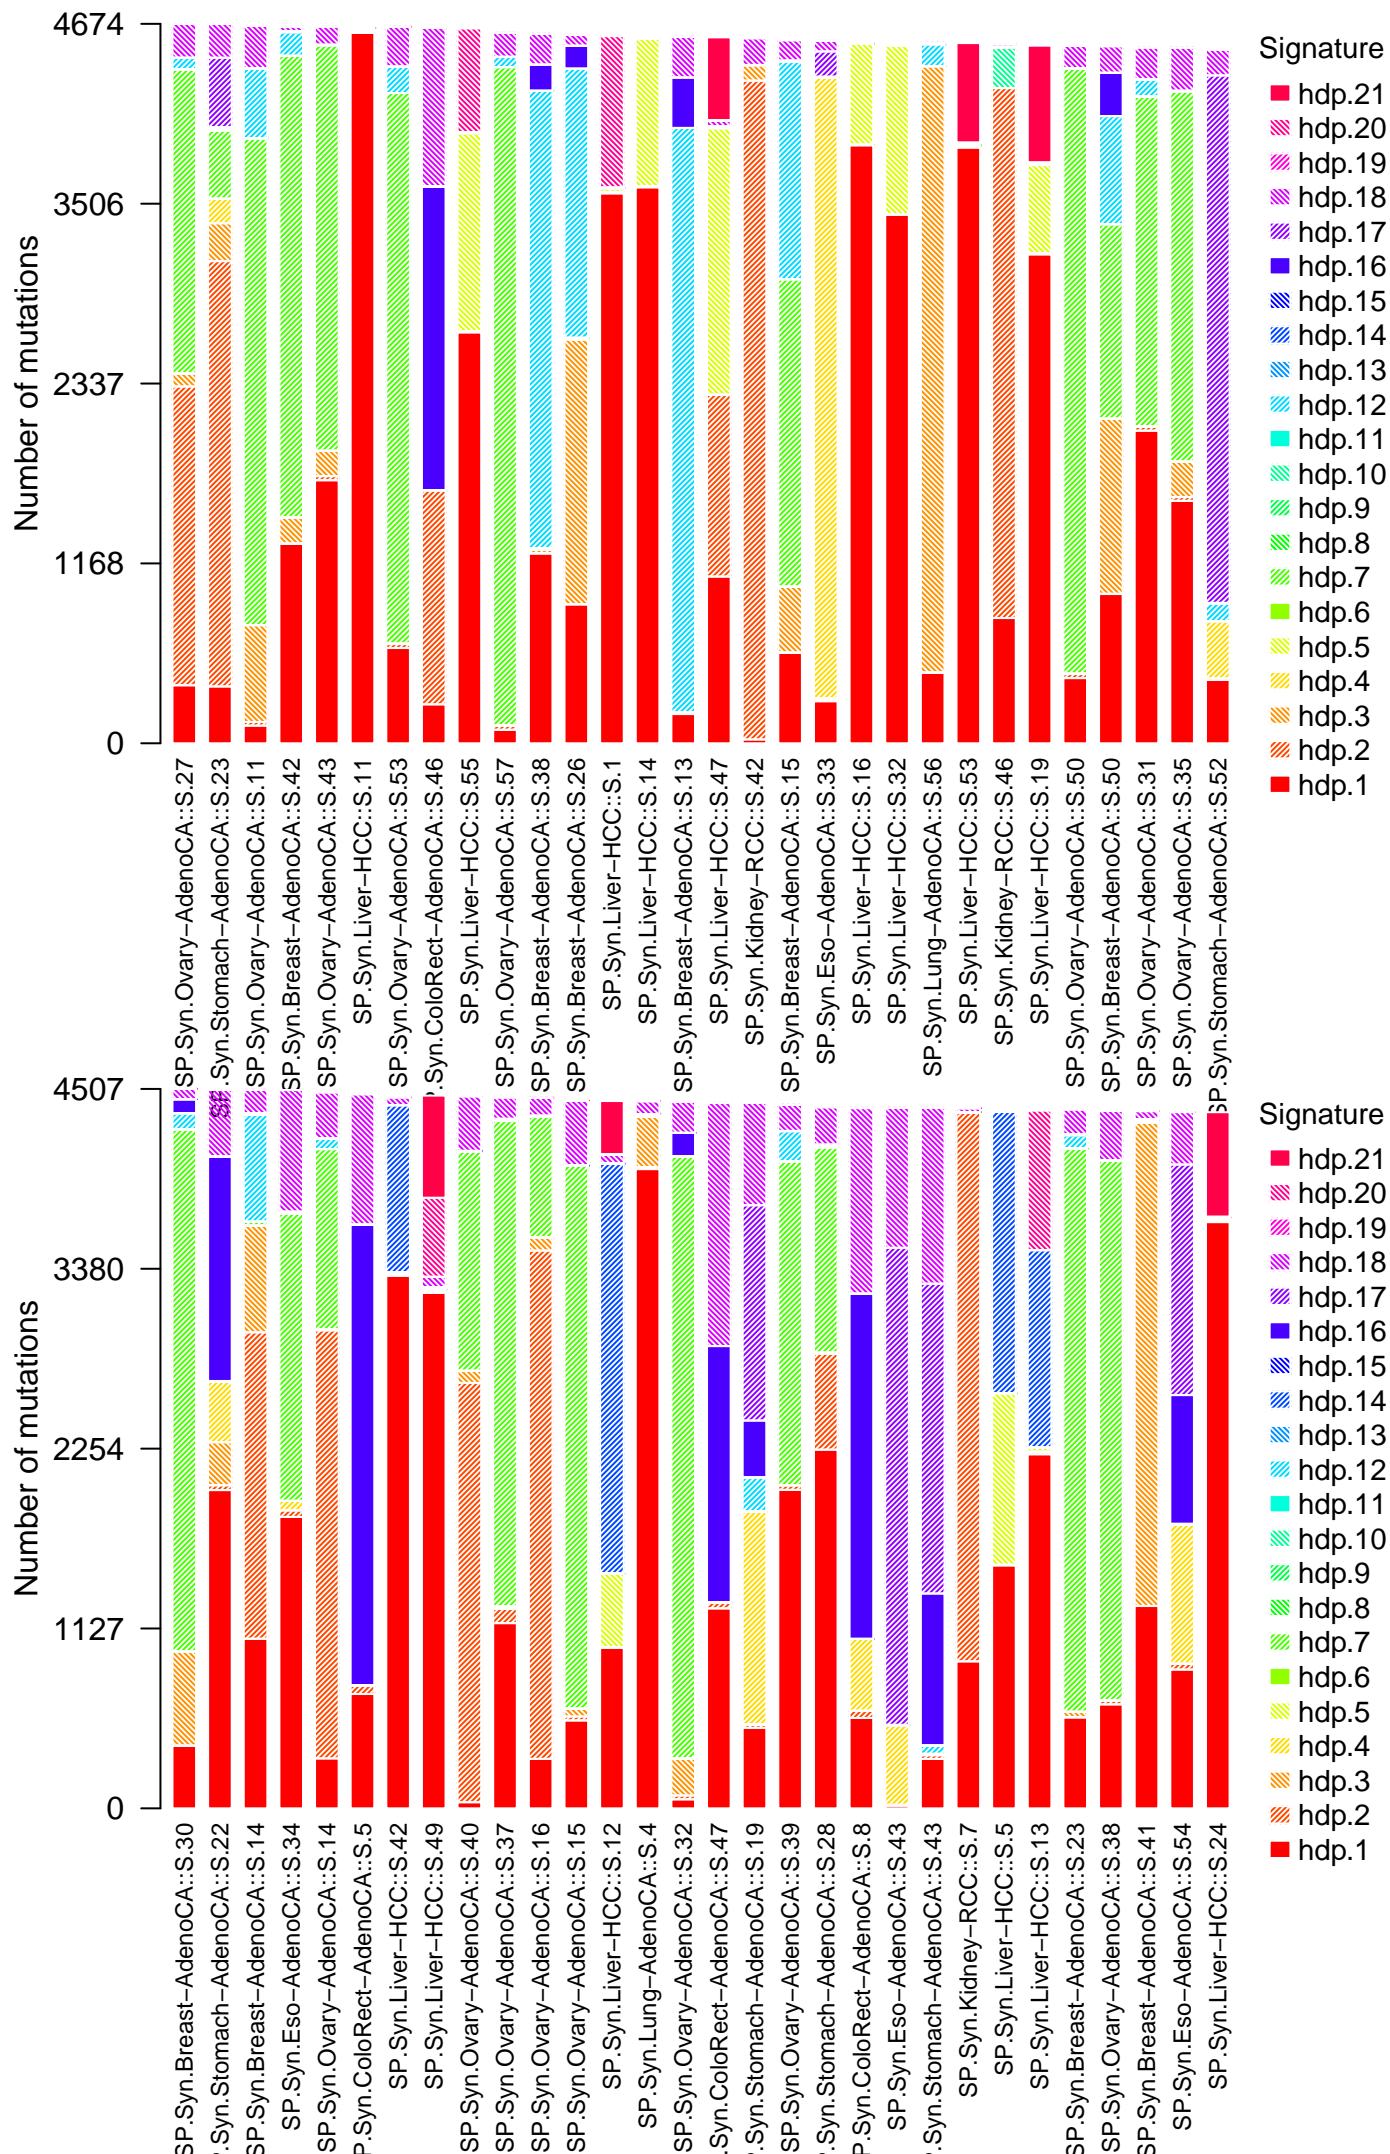 4674
3506
2337
1168
0
Number of mutations
Signature
hdp.21
hdp.20
hdp.19
hdp.18
hdp.17
hdp.16
hdp.15
hdp.14
hdp.13
hdp.12
hdp.11
hdp.10
hdp.9
hdp.8
hdp.7
hdp.6
hdp.5
hdp.4
hdp.3
hdp.2
hdp.1
SP.Syn.Ovary−AdenoCA::S.27
SP.Syn.Stomach−AdenoCA::S.23
SP.Syn.Ovary−AdenoCA::S.11
SP.Syn.Breast−AdenoCA::S.42
SP.Syn.Ovary−AdenoCA::S.43
SP.Syn.Liver−HCC::S.11
SP.Syn.Ovary−AdenoCA::S.53
P.Syn.ColoRect−AdenoCA::S.46
SP.Syn.Liver−HCC::S.55
SP.Syn.Ovary−AdenoCA::S.57
SP.Syn.Breast−AdenoCA::S.38
SP.Syn.Breast−AdenoCA::S.26
SP.Syn.Liver−HCC::S.1
SP.Syn.Liver−HCC::S.14
SP.Syn.Breast−AdenoCA::S.13
SP.Syn.Liver−HCC::S.47
SP.Syn.Kidney−RCC::S.42
SP.Syn.Breast−AdenoCA::S.15
SP.Syn.Eso−AdenoCA::S.33
SP.Syn.Liver−HCC::S.16
SP.Syn.Liver−HCC::S.32
SP.Syn.Lung−AdenoCA::S.56
SP.Syn.Liver−HCC::S.53
SP.Syn.Kidney−RCC::S.46
SP.Syn.Liver−HCC::S.19
SP.Syn.Ovary−AdenoCA::S.50
SP.Syn.Breast−AdenoCA::S.50
SP.Syn.Ovary−AdenoCA::S.31
SP.Syn.Ovary−AdenoCA::S.35
SP.Syn.Stomach−AdenoCA::S.52
4507
3380
2254
1127
0
Number of mutations
Signature
hdp.21
hdp.20
hdp.19
hdp.18
hdp.17
hdp.16
hdp.15
hdp.14
hdp.13
hdp.12
hdp.11
hdp.10
hdp.9
hdp.8
hdp.7
hdp.6
hdp.5
hdp.4
hdp.3
hdp.2
hdp.1
SP.Syn.Breast−AdenoCA::S.30
P.Syn.Stomach−AdenoCA::S.22
SP.Syn.Breast−AdenoCA::S.14
SP.Syn.Eso−AdenoCA::S.34
SP.Syn.Ovary−AdenoCA::S.14
P.Syn.ColoRect−AdenoCA::S.5
SP.Syn.Liver−HCC::S.42
SP.Syn.Liver−HCC::S.49
SP.Syn.Ovary−AdenoCA::S.40
SP.Syn.Ovary−AdenoCA::S.37
SP.Syn.Ovary−AdenoCA::S.16
SP.Syn.Ovary−AdenoCA::S.15
SP.Syn.Liver−HCC::S.12
SP.Syn.Lung−AdenoCA::S.4
SP.Syn.Ovary−AdenoCA::S.32
.Syn.ColoRect−AdenoCA::S.47
P.Syn.Stomach−AdenoCA::S.19
SP.Syn.Ovary−AdenoCA::S.39
P.Syn.Stomach−AdenoCA::S.28
P.Syn.ColoRect−AdenoCA::S.8
SP.Syn.Eso−AdenoCA::S.43
P.Syn.Stomach−AdenoCA::S.43
SP.Syn.Kidney−RCC::S.7
SP.Syn.Liver−HCC::S.5
SP.Syn.Liver−HCC::S.13
SP.Syn.Breast−AdenoCA::S.23
SP.Syn.Ovary−AdenoCA::S.38
SP.Syn.Breast−AdenoCA::S.41
SP.Syn.Eso−AdenoCA::S.54
SP.Syn.Liver−HCC::S.24